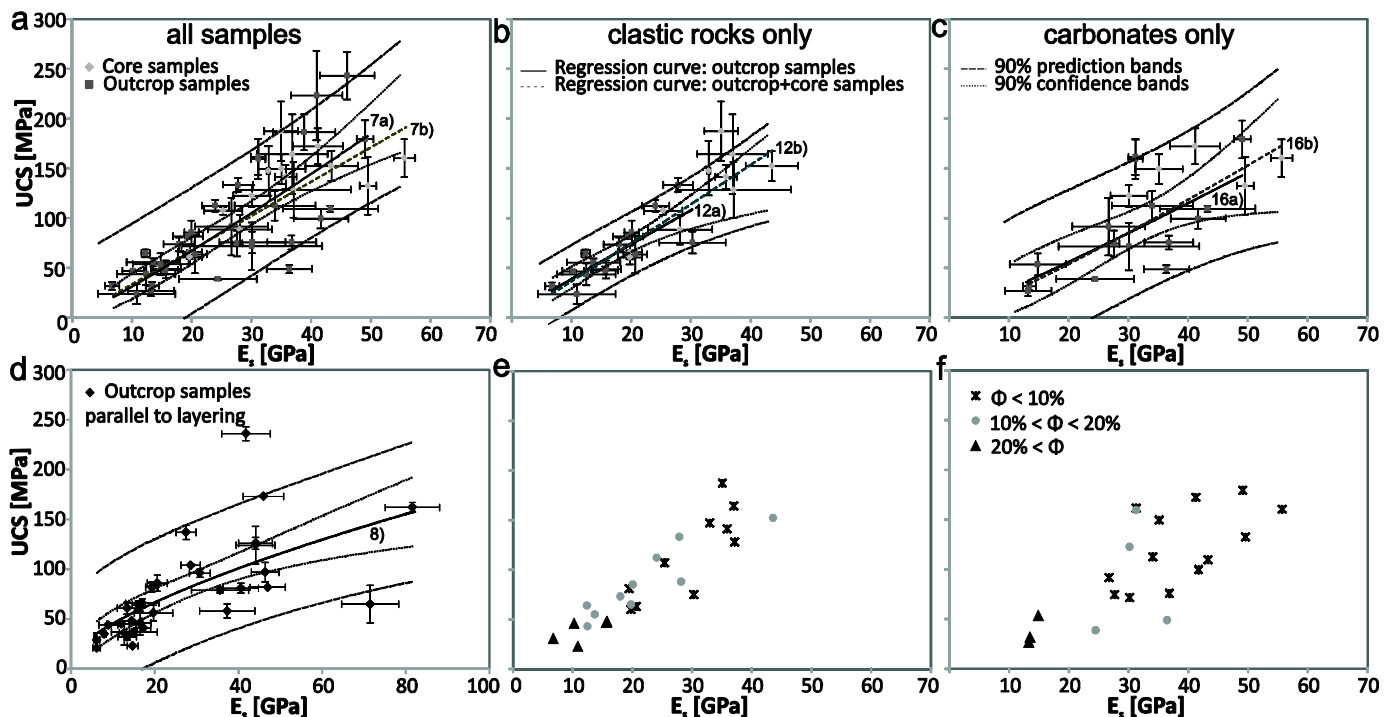 a
all samples
Core samples
Outcrop samples
7a)
7b)
UCS [MPa]
300
250
200
150
100
50
0
0 10 20 30 40 50 60 70
Es [GPa]
b
clastic rocks only
Regression curve: outcrop samples
Regression curve: outcrop+core samples
12b)
12a)
0 10 20 30 40 50 60 70
Es [GPa]
c
carbonates only
90% prediction bands
90% confidence bands
16b)
16a)
0 10 20 30 40 50 60 70
Es [GPa]
d
Outcrop samples
parallel to layering
8)
UCS [MPa]
300
250
200
150
100
50
0
0 20 40 60 80 100
Es [GPa]
e
0 10 20 30 40 50 60 70
Es [GPa]
f
Φ < 10%
10% < Φ < 20%
20% < Φ
0 10 20 30 40 50 60 70
Es [GPa]